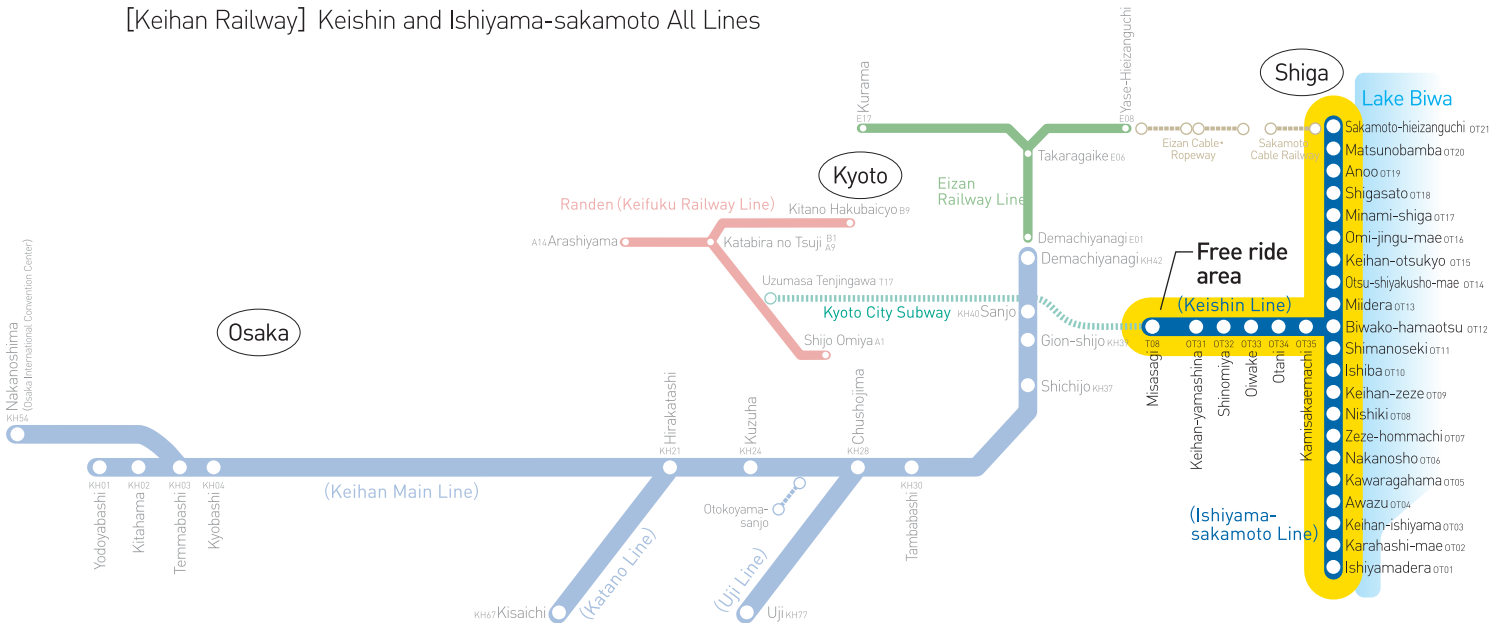 [Keihan Railway] Keishin and Ishiyama-sakamoto All Lines
Shiga
Lake Biwa
Kyoto
Osaka
Kurama
E17
Yase-Hieizanguchi
E08
Eizan Cable•
Ropeway
Sakamoto
Cable Railway
Takaragaike E06
Eizan
Railway Line
Demachiyanagi E01
Demachiyanagi KH42
Randen (Keifuku Railway Line)
Kitano Hakubaicyo B9
A14 Arashiyama
Katabira no Tsuji B1
A9
Uzumasa Tenjingawa T17
Kyoto City Subway
Shijo Omiya A1
KH40 Sanjo
Gion-shijo KH39
Shichijo KH37
Free ride
area
(Keishin Line)
T08
Misasagi
OT31
Keihan-yamashina
OT32
Shinomiya
OT33
Oiwake
OT34
Otani
OT35
Kamisakaemachi
Sakamoto-hieizanguchi OT21
Matsunobamba OT20
Anoo OT19
Shigasato OT18
Minami-shiga OT17
Omi-jingu-mae OT16
Keihan-otsukyo OT15
Otsu-shiyakusho-mae OT14
Miidera OT13
Biwako-hamaotsu OT12
Shimanoseki OT11
Ishiba OT10
Keihan-zeze OT09
Nishiki OT08
Zeze-hommachi OT07
Nakanosho OT06
Kawaragahama OT05
Awazu OT04
Keihan-ishiyama OT03
Karahashi-mae OT02
Ishiyamadera OT01
(Ishiyama-
sakamoto Line)
Nakanoshima
(Osaka International Convention Center)
KH54
KH01
Yodoyabashi
KH02
Kitahama
KH03
Temmabashi
KH04
Kyobashi
(Keihan Main Line)
Hirakatashi
KH21
Kuzuha
KH24
Chushojima
KH28
KH30
Tambabashi
Otokoyama-
sanjo
(Katano Line)
KH67 Kisaichi
(Uji Line)
Uji KH77